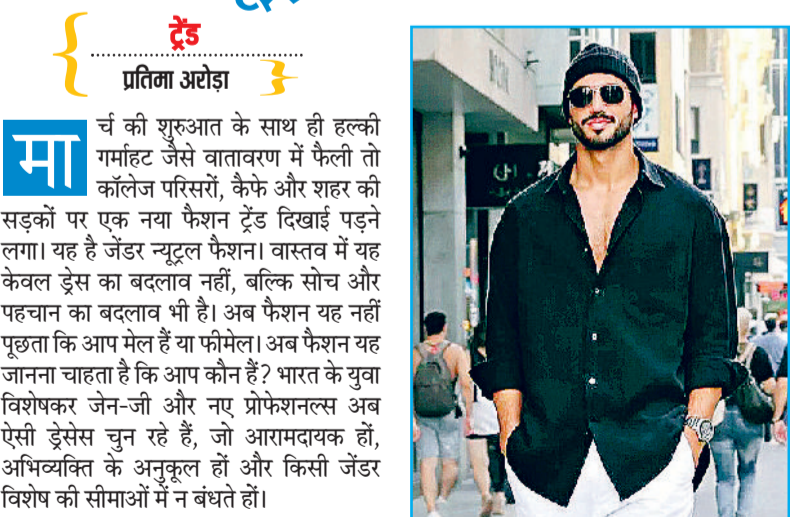 ट्रेंड
प्रतिमा अरोड़ा
मार्च की शुरुआत के साथ ही हल्की
गर्माहट जैसे वातावरण में फैली तो
कॉलेज परिसरों, कैफे और शहर की
सड़कों पर एक नया फैशन ट्रेंड दिखाई पड़ने
लगा। यह है जेंडर न्यूट्रल फैशन। वास्तव में यह
केवल ड्रेस का बदलाव नहीं, बल्कि सोच और
पहचान का बदलाव भी है। अब फैशन यह नहीं
पूछता कि आप मेल हैं या फीमेल। अब फैशन यह
जानना चाहता है कि आप कौन हैं? भारत के युवा
विशेषकर जेन-जी और नए प्रोफेशनल्स अब
ऐसी ड्रेसेस चुन रहे हैं, जो आरामदायक हों,
अभिव्यक्ति के अनुकूल हों और किसी जेंडर
विशेष की सीमाओं में न बंधते हों।